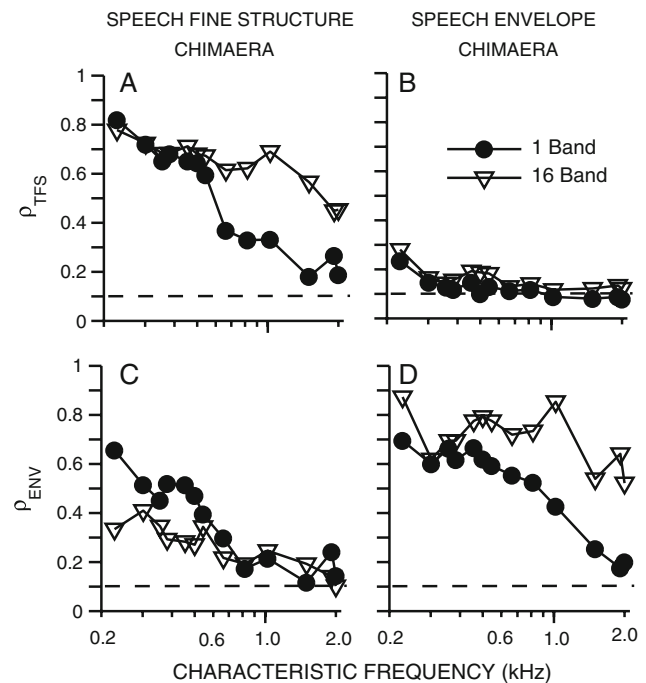 SPEECH FINE STRUCTURE
CHIMAERA
SPEECH ENVELOPE
CHIMAERA
A
1
0.8
0.6
0.4
0.2
0
ρTFS
B
1 Band
16 Band
C
1
0.8
0.6
0.4
0.2
0
ρENV
D
0.2 0.6 1.0 2.0
0.2 0.6 1.0 2.0
CHARACTERISTIC FREQUENCY (kHz)